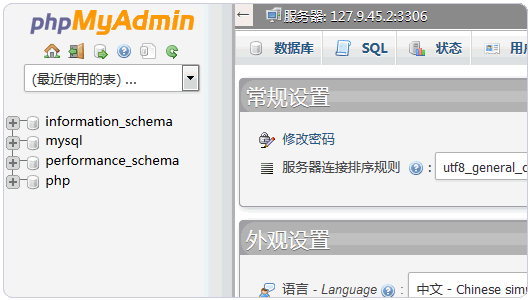 phpMyAdmin
(最近使用的表) ...
information_schema
mysql
performance_schema
php
服务器: 127.9.45.2:3306
数据库 SQL 状态 用
常规设置
修改密码
服务器连接排序规则 : utf8_general_c
外观设置
语言 - Language : 中文 - Chinese sim